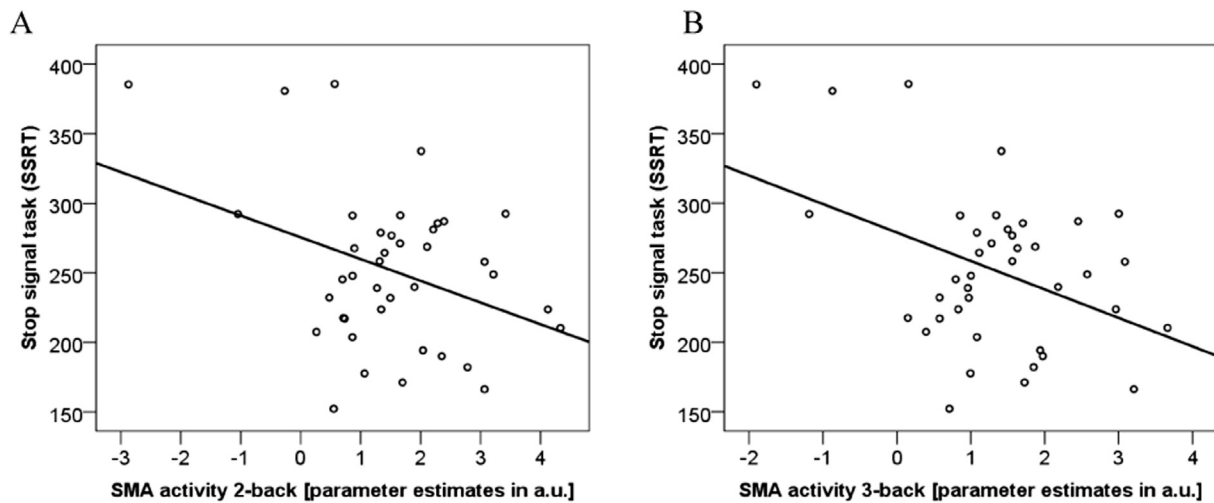 A
Stop signal task (SSRT)
400
350
300
250
200
150
-3 -2 -1 0 1 2 3 4
SMA activity 2-back [parameter estimates in a.u.]
B
Stop signal task (SSRT)
400
350
300
250
200
150
-2 -1 0 1 2 3 4
SMA activity 3-back [parameter estimates in a.u.]